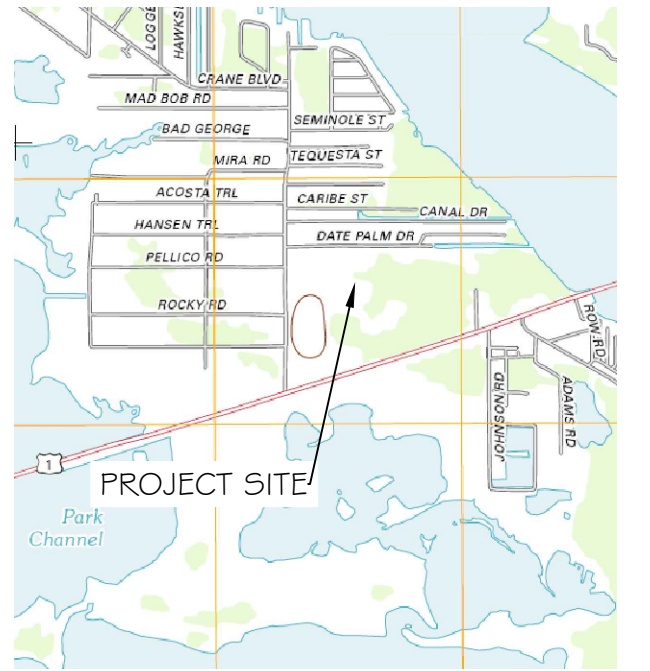 LOGGE
HAWKSB
CRANE BLVD
MAD BOB RD
SEMINOLE ST
BAD GEORGE
MIRA RD
TEQUESTA ST
ACOSTA TRL
CARIBE ST
CANAL DR
HANSEN TRL
DATE PALM DR
PELLICO RD
ROCKY RD
ROW RD
JOHNSON RD
ADAMS RD
1
PROJECT SITE
Park
Channel